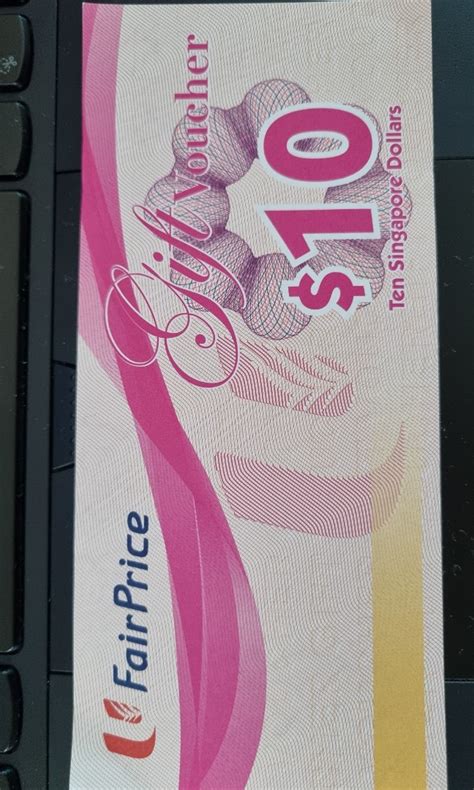 FairPrice
Gift Voucher
$10
Ten Singapore Dollars